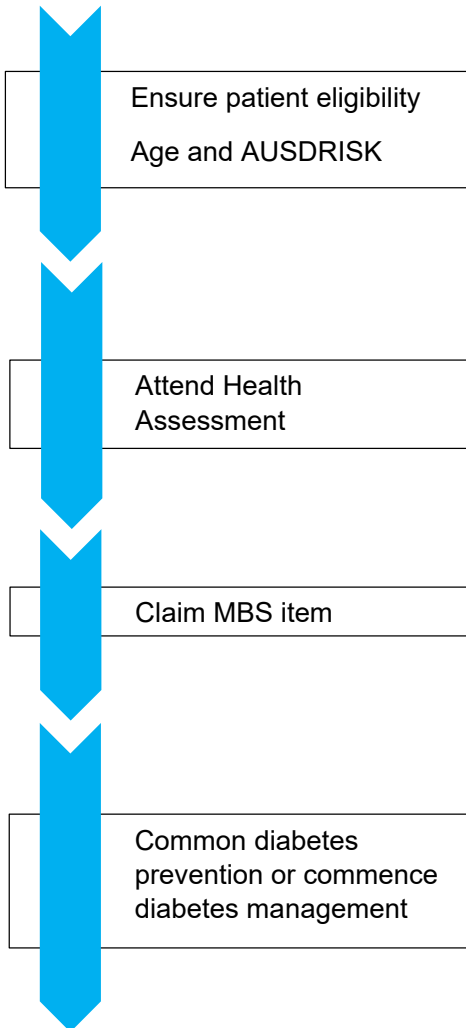 Ensure patient eligibility
Age and AUSDRISK
Attend Health
Assessment
Claim MBS item
Common diabetes
prevention or commence
diabetes management